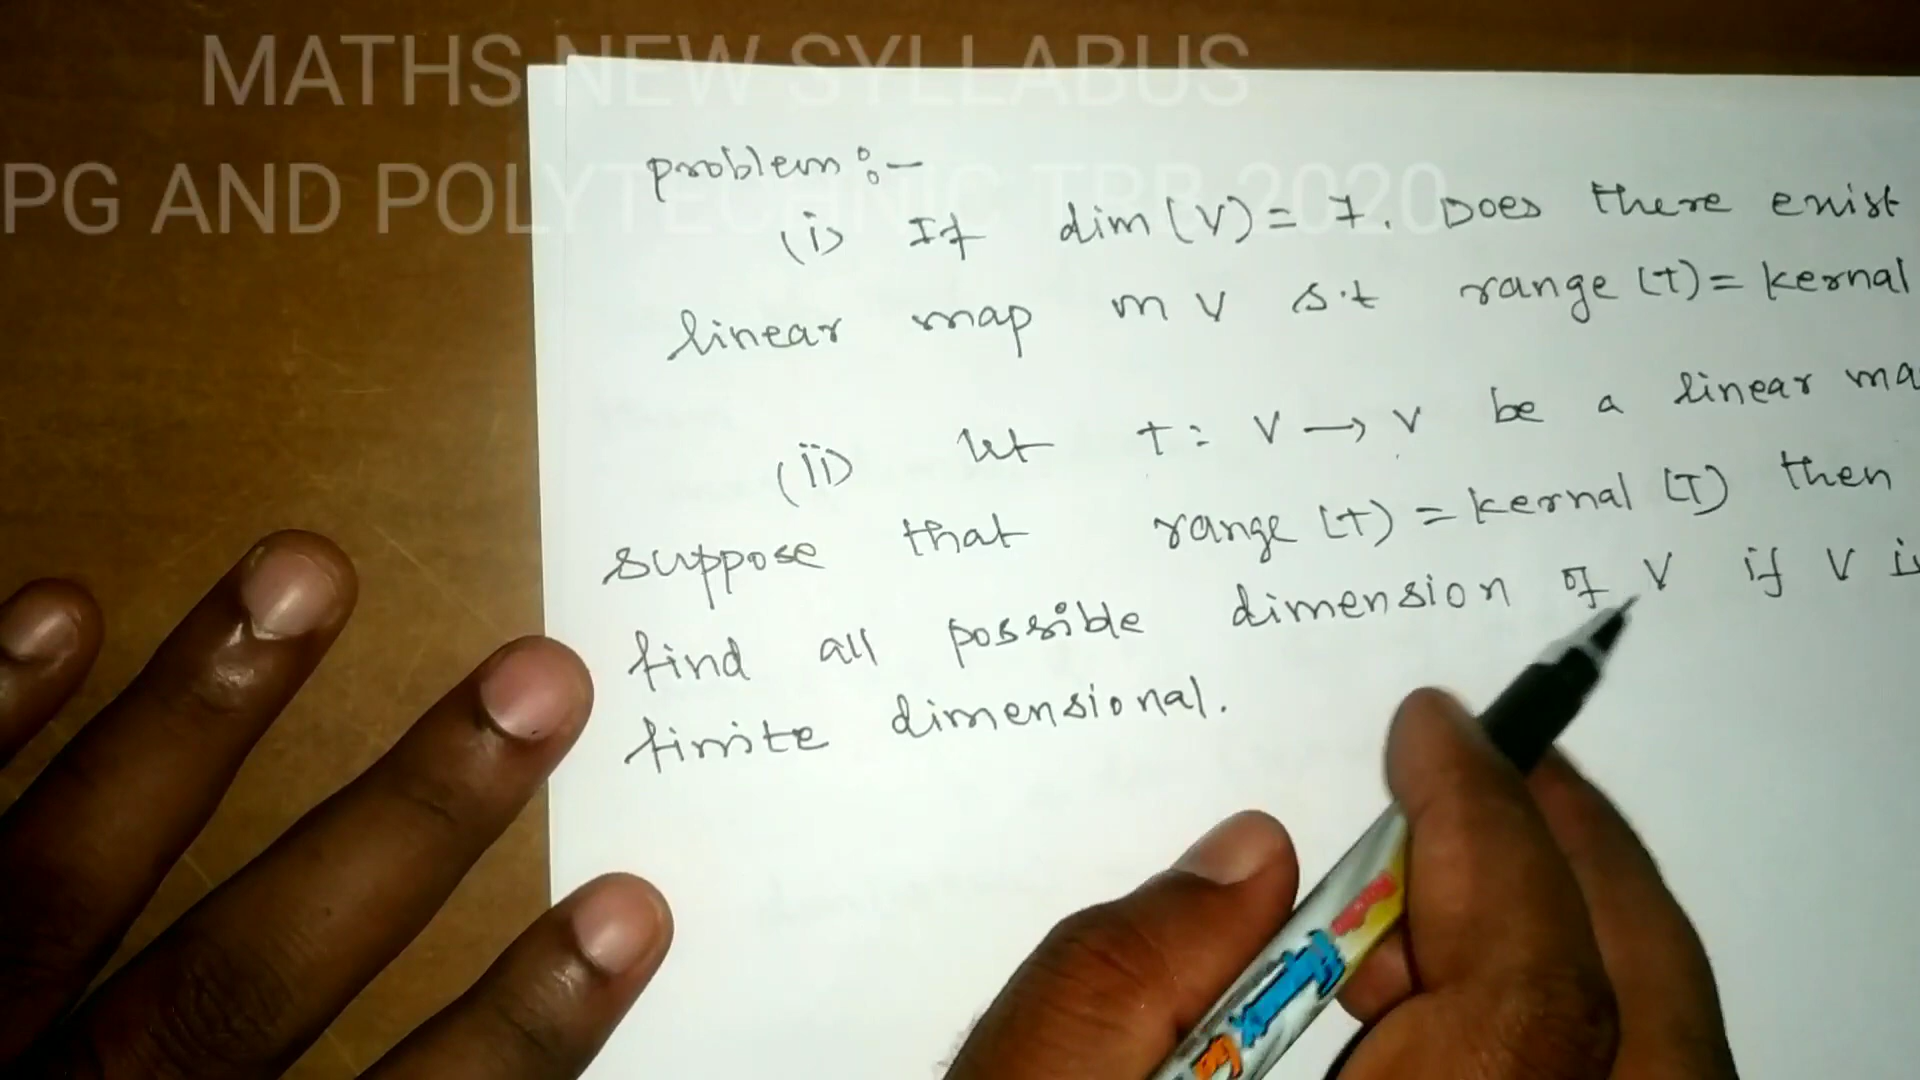 MATHS NEW SYLLABUS
PG AND POLYTECHNIC TRB 2020
problem :-
(i) If dim (V) = 7. Does there exist
linear map on V s.t range (T) = kernal
(ii) let T : V → V be a linear ma
suppose that range (T) = kernal (T) then
find all possible dimension of V if V is
finite dimensional.